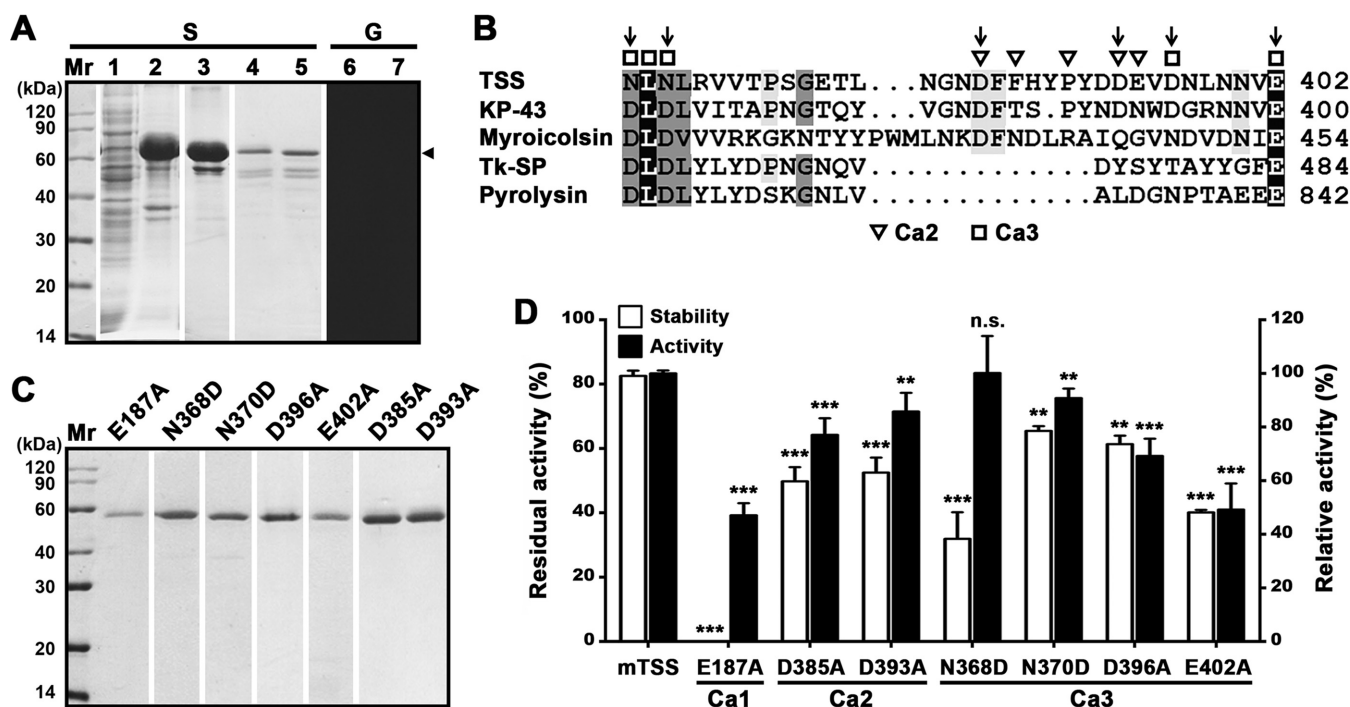 A
S G
Mr 1 2 3 4 5 6 7
(kDa)
120
90
60
40
30
20
14
B
TSS NLNLRVVTPSGETL...NGNDFFHYPYDDEVDNLNNVE 402
KP-43 DLDLVITAPNGTQY...VGNDFTS.PYNDNWDGRNNVE 400
Myroicolsin DLDVVVRKGKNTYYPWMLNKDFNDLRAIQGVNDVDNIE 454
Tk-SP DLDLYLYDPNGNQV.............DYSYTAYYGFE 484
Pyrolysin DLDLYLYDSKGNLV.............ALDGNPTAEEE 842
Ca2 Ca3
C
Mr E187A N368D N370D D396A E402A D385A D393A
(kDa)
120
90
60
40
30
20
14
D
Stability
Activity
Residual activity (%)
100
80
60
40
20
0
Relative activity (%)
120
100
80
60
40
20
0
*** *** *** *** *** ** *** n.s. ** ** ** *** *** ***
mTSS E187A D385A D393A N368D N370D D396A E402A
Ca1 Ca2 Ca3